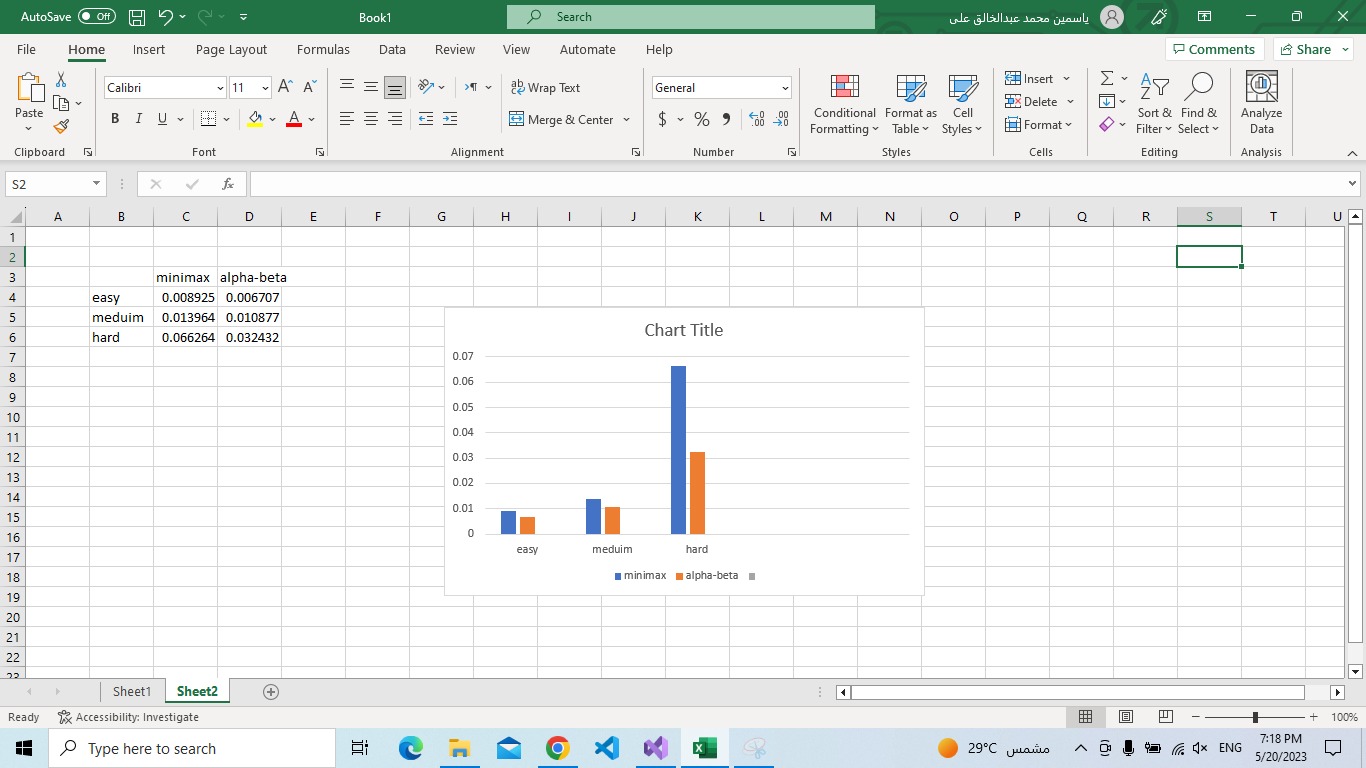 AutoSave Off Book1 Search ياسمين محمد عبدالخالق على
File Home Insert Page Layout Formulas Data Review View Automate Help Comments Share
Paste
Calibri 11 A A
B I U A
ab Wrap Text
Merge & Center
General
$ % 9
Conditional Formatting
Format as Table
Cell Styles
Insert
Delete
Format
Sort & Filter
Find & Select
Analyze Data
Clipboard Font Alignment Number Styles Cells Editing Analysis
S2 fx
A B C D E F G H I J K L M N O P Q R S T U
1
2
3 minimax alpha-beta
4 easy 0.008925 0.006707
5 meduim 0.013964 0.010877
6 hard 0.066264 0.032432
7
8
9
10
11
12
13
14
15
16
17
18
19
20
21
22
23
Chart Title
0.07
0.06
0.05
0.04
0.03
0.02
0.01
0
easy meduim hard
minimax alpha-beta
Sheet1 Sheet2
Ready Accessibility: Investigate 100%
Type here to search 29°C مشمس ENG 7:18 PM
5/20/2023